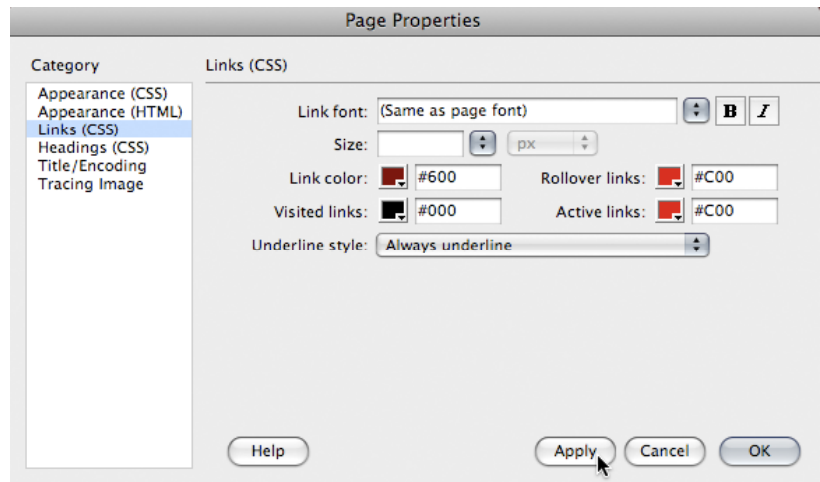 Page Properties
Category
Links (CSS)
Appearance (CSS)
Appearance (HTML)
Links (CSS)
Headings (CSS)
Title/Encoding
Tracing Image
Link font: (Same as page font) B I
Size: px
Link color: #600 Rollover links: #C00
Visited links: #000 Active links: #C00
Underline style: Always underline
Help Apply Cancel OK